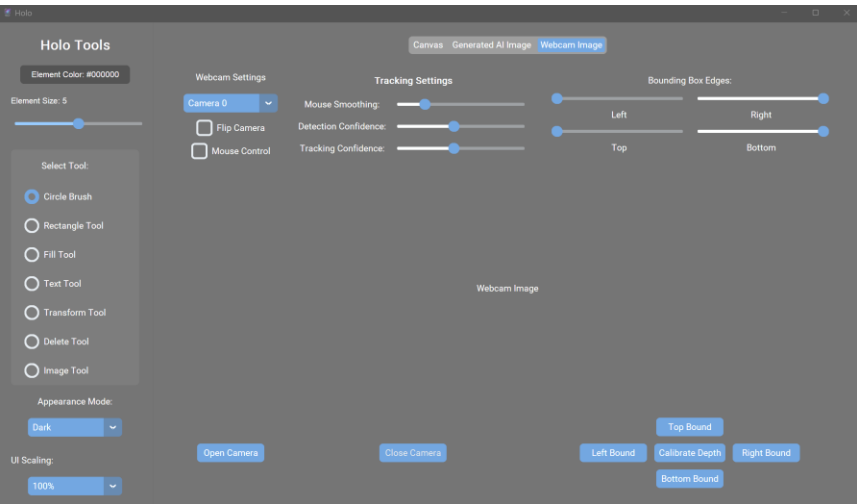 Holo
Holo Tools
Element Color: #000000
Element Size: 5
Select Tool:
Circle Brush
Rectangle Tool
Fill Tool
Text Tool
Transform Tool
Delete Tool
Image Tool
Appearance Mode:
Dark
UI Scaling:
100%
Canvas Generated AI Image Webcam Image
Webcam Settings
Camera 0
Flip Camera
Mouse Control
Tracking Settings
Mouse Smoothing:
Detection Confidence:
Tracking Confidence:
Bounding Box Edges:
Left Right
Top Bottom
Webcam Image
Open Camera Close Camera
Top Bound
Left Bound Calibrate Depth Right Bound
Bottom Bound